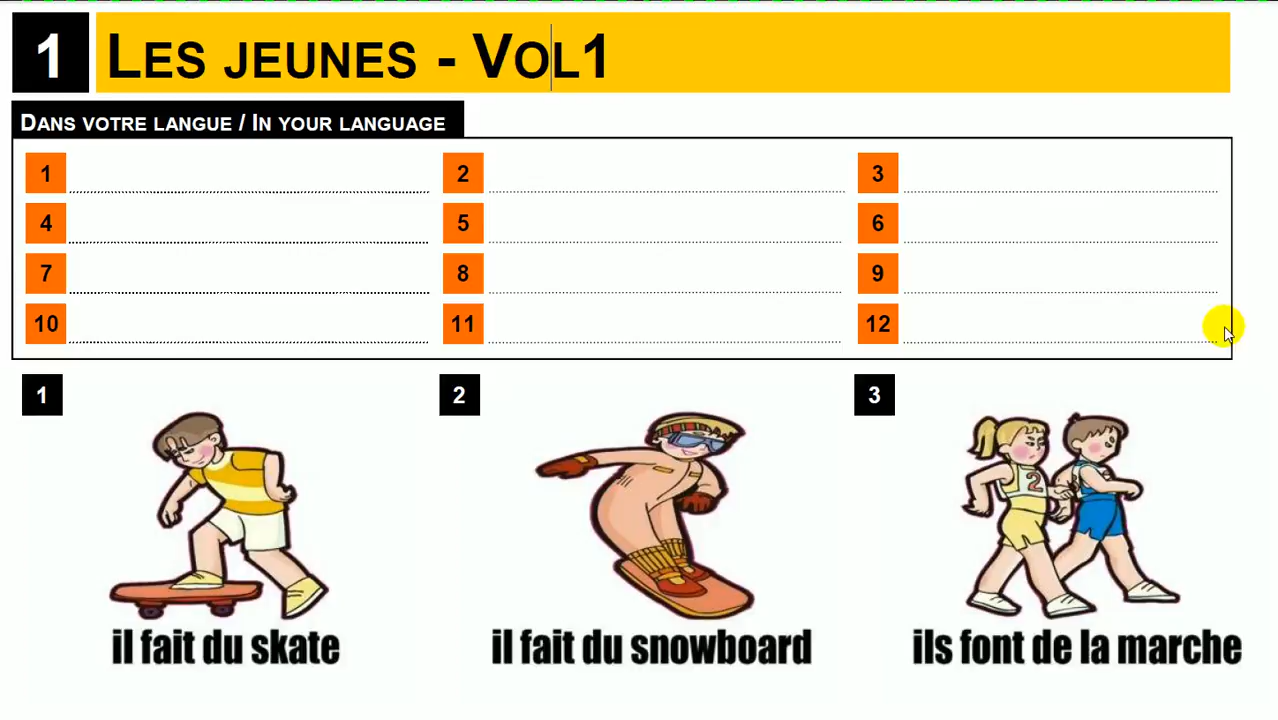 1 LES JEUNES - VOL1
DANS VOTRE LANGUE / IN YOUR LANGUAGE
1 2 3
4 5 6
7 8 9
10 11 12
1 2 3
2
il fait du skate il fait du snowboard ils font de la marche